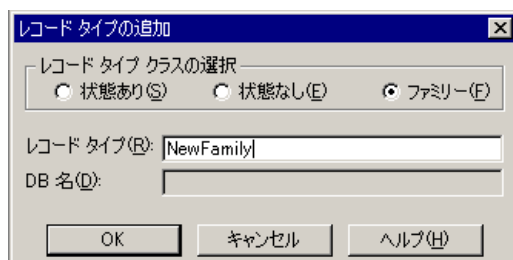 レコード タイプの追加
レコード タイプ クラスの選択
状態あり(S) 状態なし(E) ファミリー(F)
レコード タイプ(R): NewFamily
DB 名(D):
OK キャンセル ヘルプ(H)